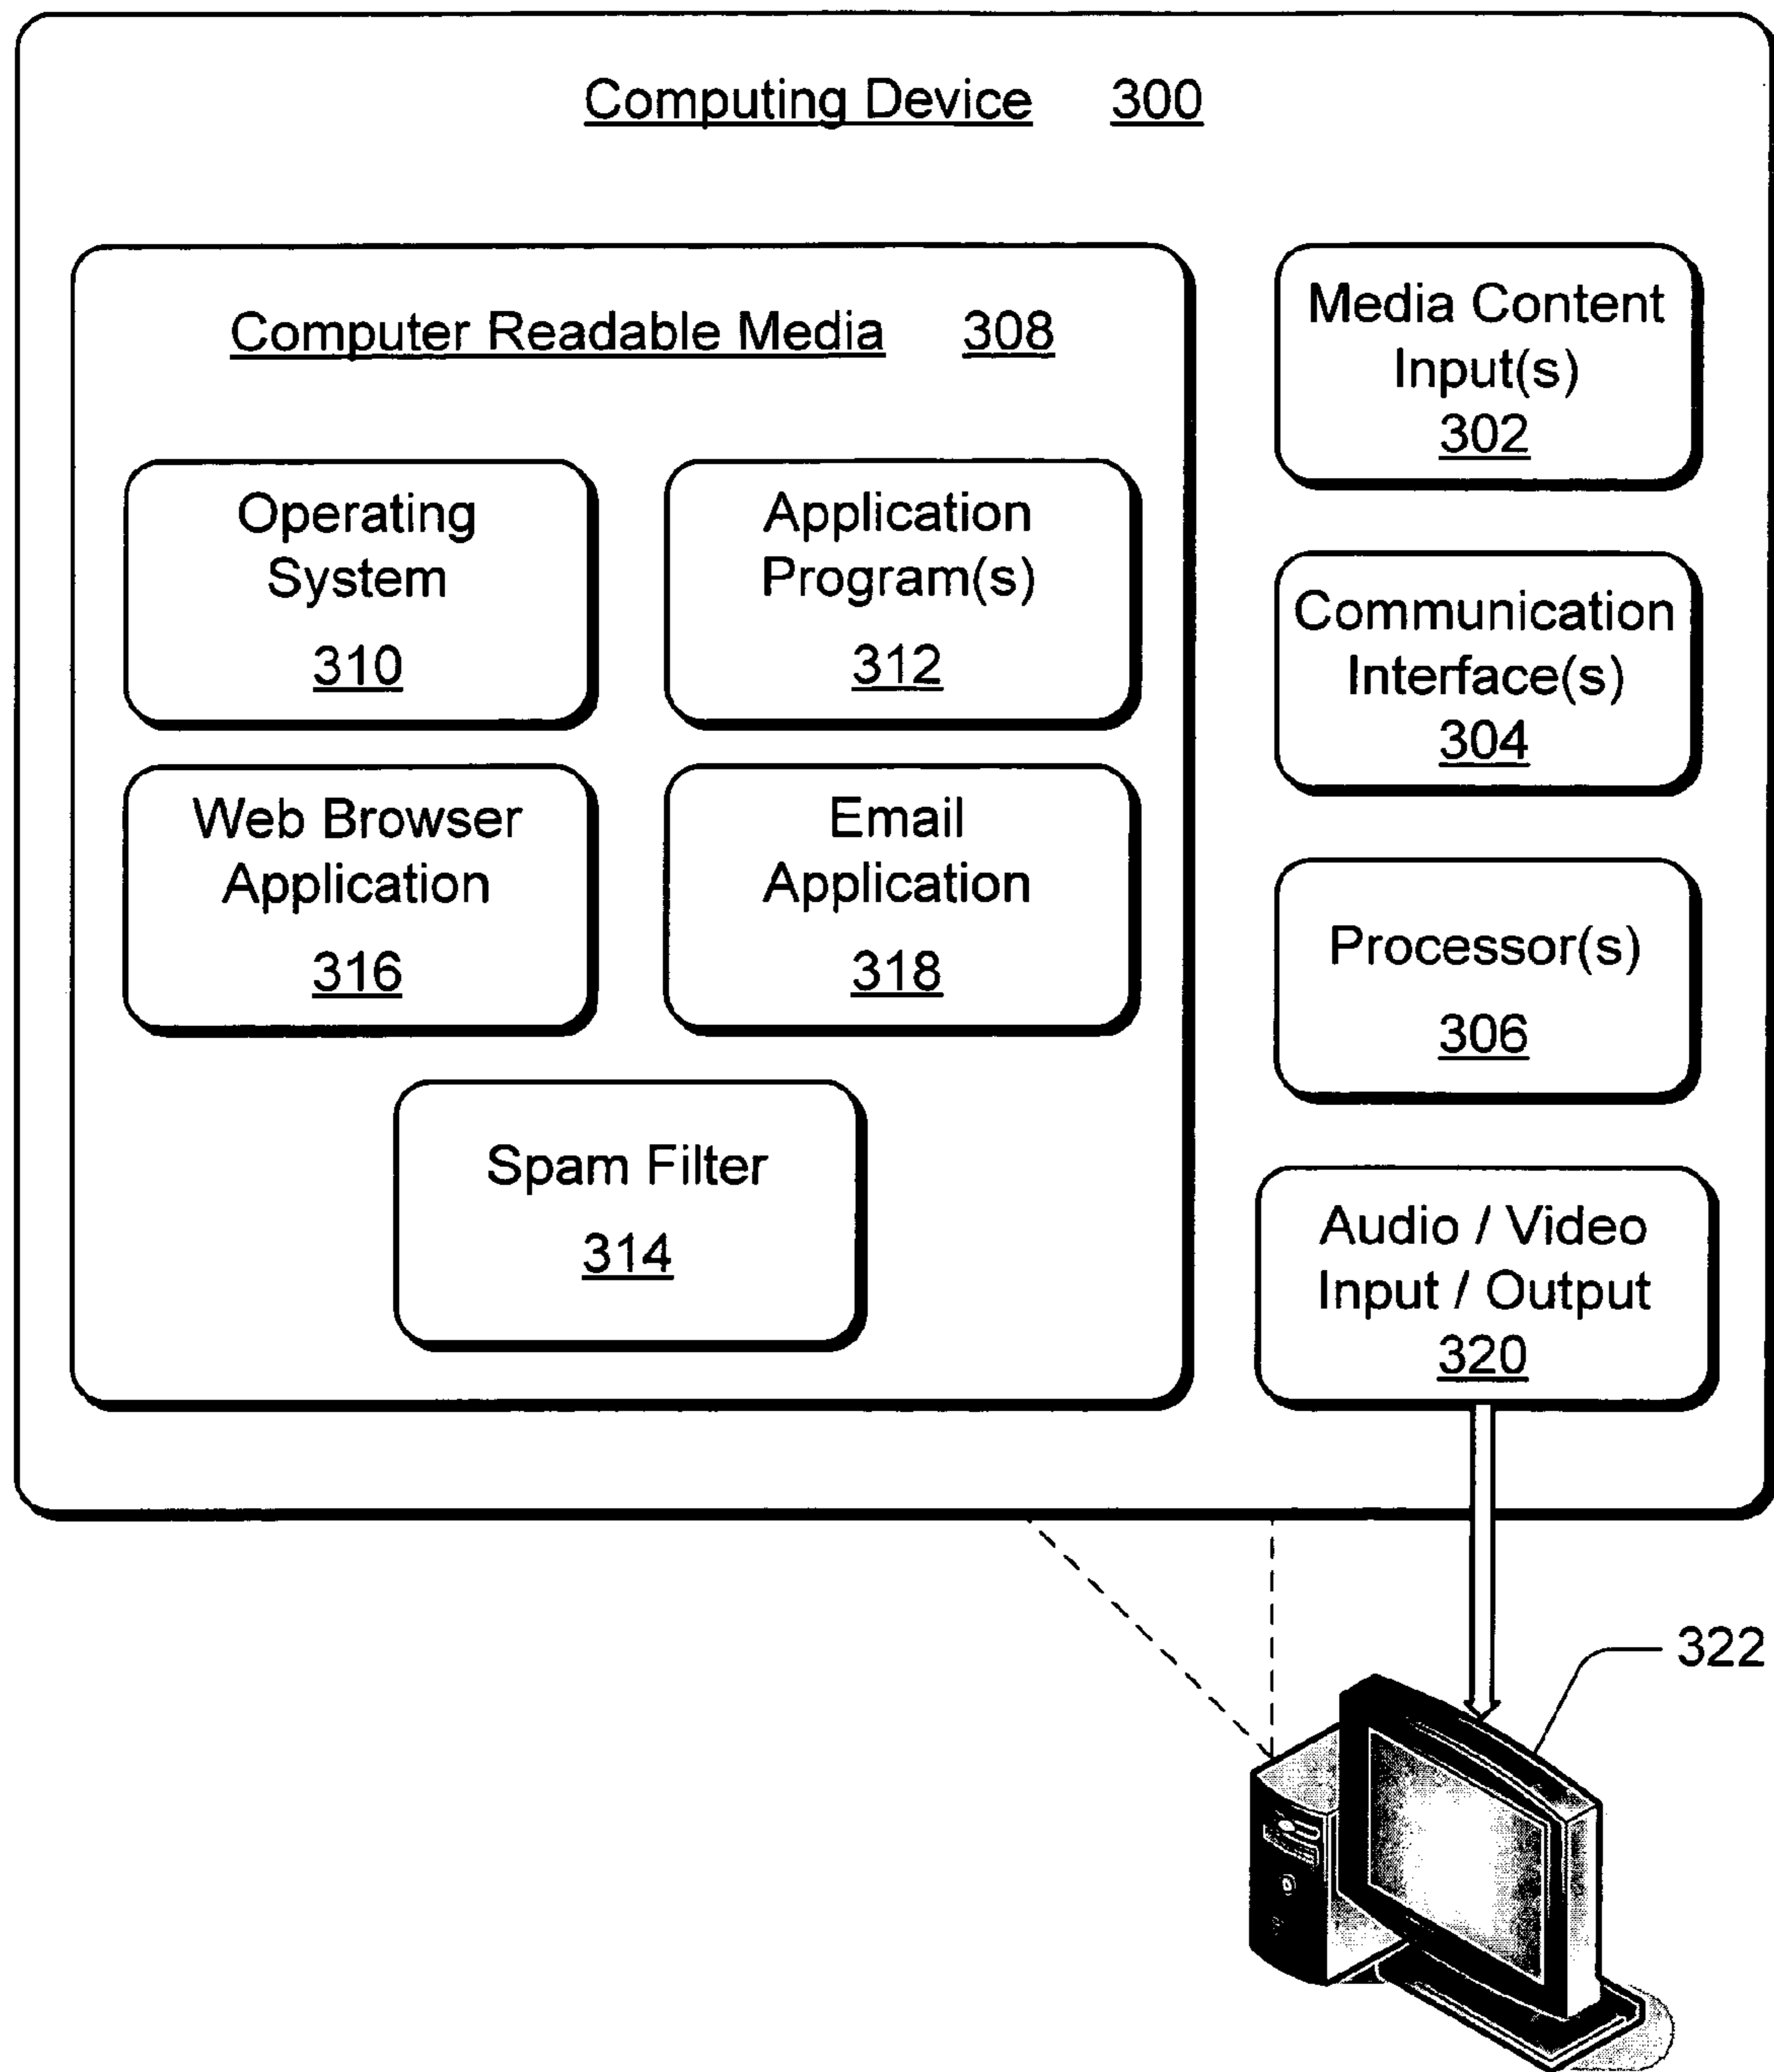 Computing Device 300
Computer Readable Media 308
Operating
System
310
Application
Program(s)
312
Web Browser
Application
316
Email
Application
318
Spam Filter
314
Media Content
Input(s)
302
Communication
Interface(s)
304
Processor(s)
306
Audio / Video
Input / Output
320
322